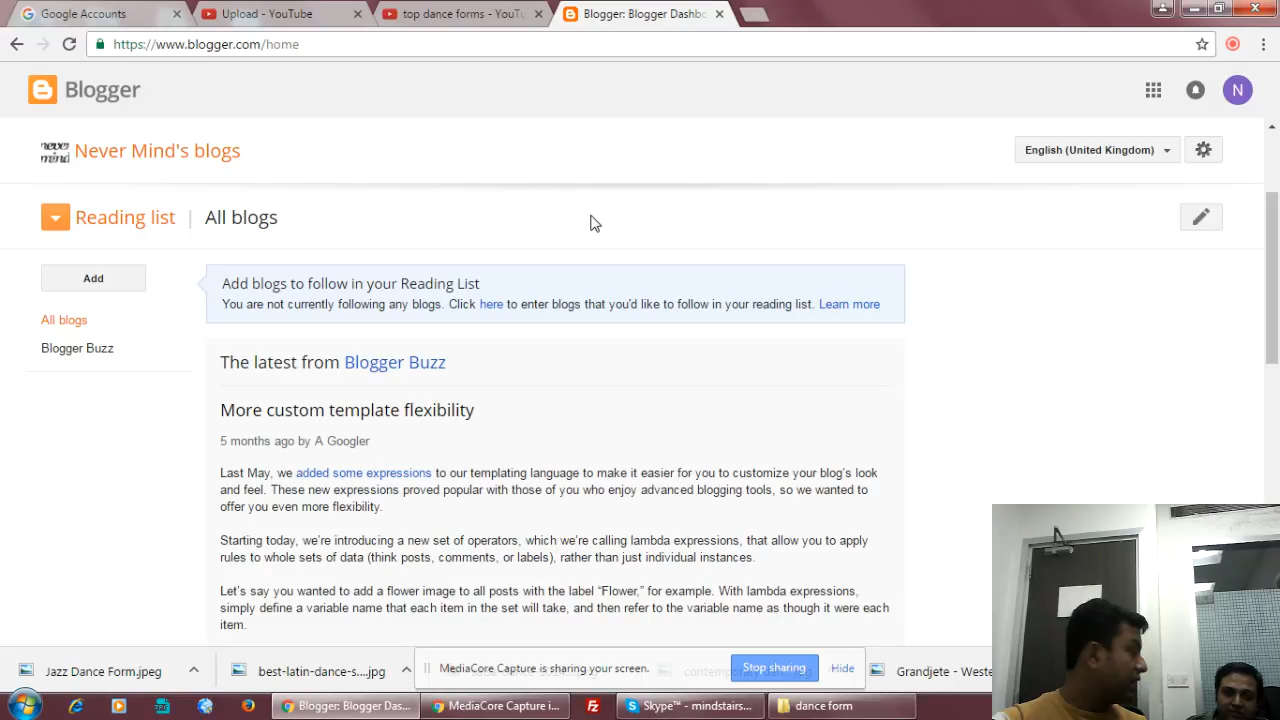 Google Accounts
Upload - YouTube
top dance forms - YouT
Blogger: Blogger Dashb
https://www.blogger.com/home
Blogger
N
never mind
Never Mind's blogs
English (United Kingdom)
Reading list | All blogs
Add
All blogs
Blogger Buzz
Add blogs to follow in your Reading List
You are not currently following any blogs. Click here to enter blogs that you'd like to follow in your reading list. Learn more
The latest from Blogger Buzz
More custom template flexibility
5 months ago by A Googler
Last May, we added some expressions to our templating language to make it easier for you to customize your blog's look
and feel. These new expressions proved popular with those of you who enjoy advanced blogging tools, so we wanted to
offer you even more flexibility.
Starting today, we're introducing a new set of operators, which we're calling lambda expressions, that allow you to apply
rules to whole sets of data (think posts, comments, or labels), rather than just individual instances.
Let's say you wanted to add a flower image to all posts with the label “Flower,” for example. With lambda expressions,
simply define a variable name that each item in the set will take, and then refer to the variable name as though it were each
item.
Jazz Dance Form.jpeg
best-latin-dance-s....jpg
MediaCore Capture is sharing your screen.
Stop sharing
Hide
Grandjete - Weste
Blogger: Blogger Das...
MediaCore Capture i...
Skype™ - mindstairs...
dance form